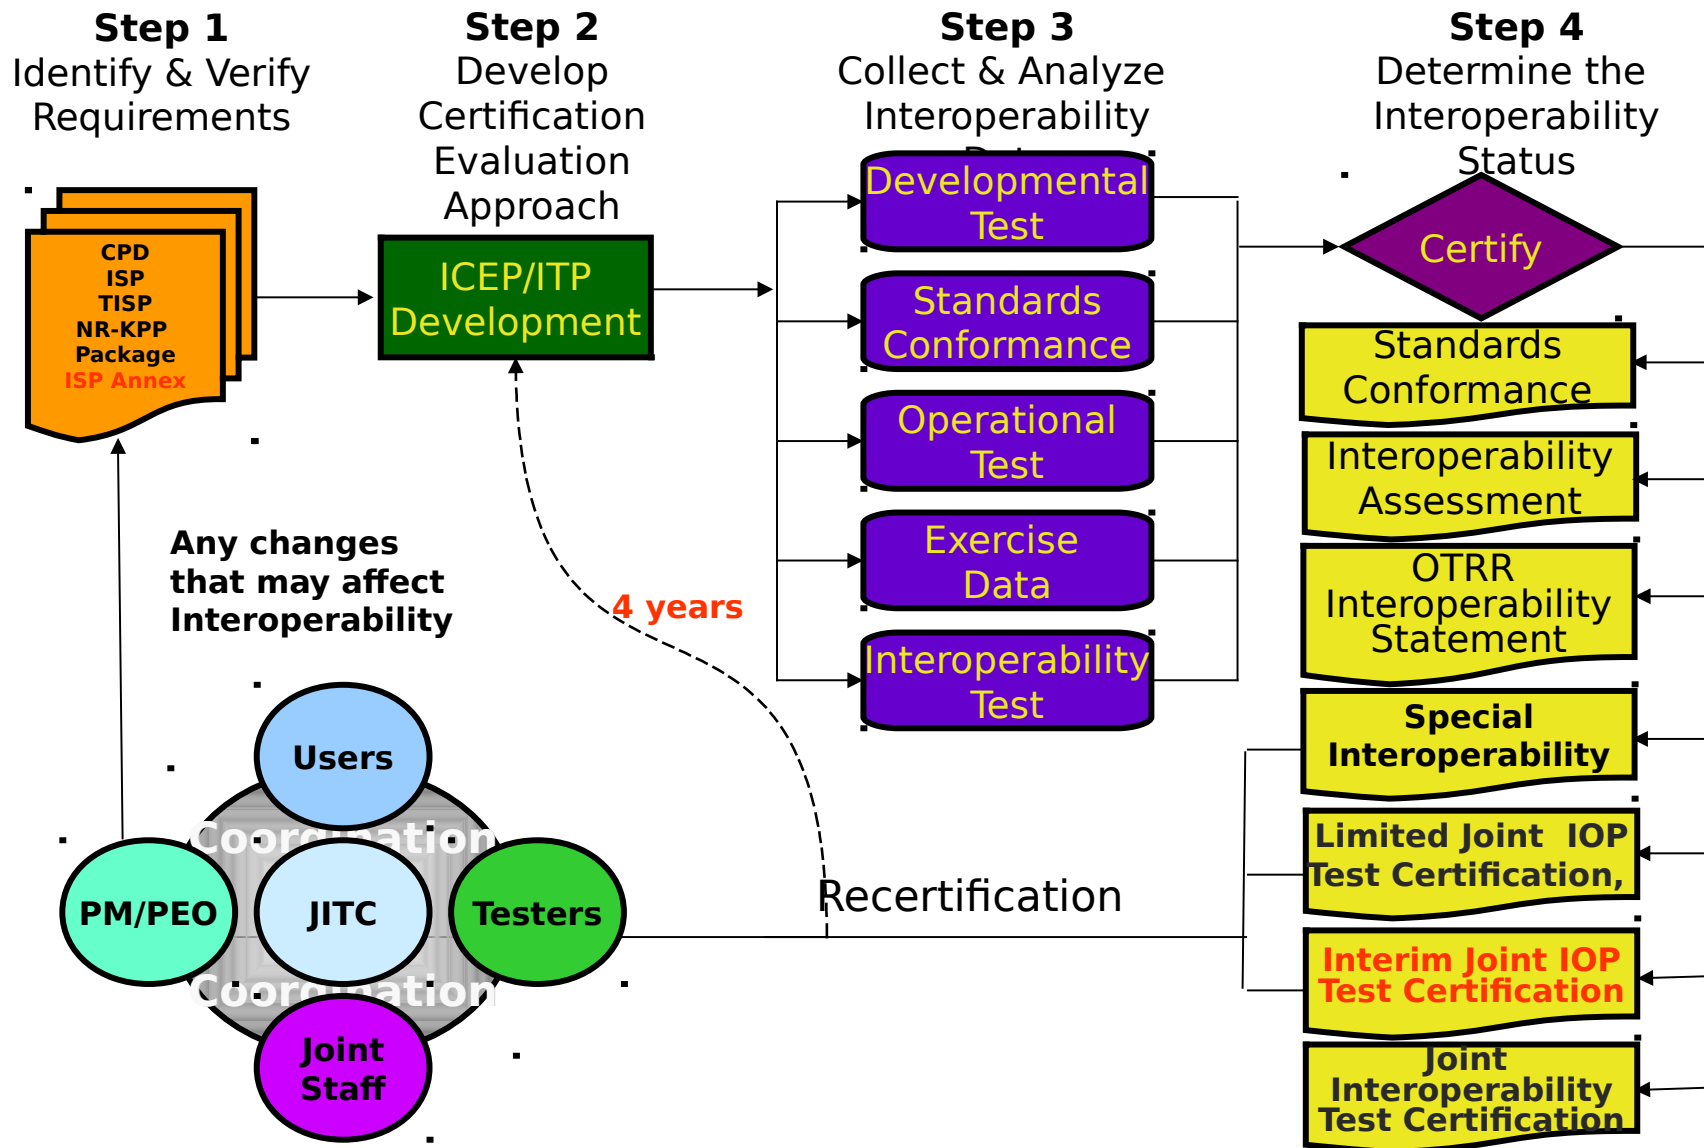 Step 1
Identify & Verify
Requirements
Step 2
Develop
Certification
Evaluation
Approach
Step 3
Collect & Analyze
Interoperability
Step 4
Determine the
Interoperability
Status
CPD
ISP
TISP
NR-KPP
Package
ISP Annex
ICEP/ITP
Development
Developmental
Test
Standards
Conformance
Operational
Test
Exercise
Data
Interoperability
Test
Certify
Standards
Conformance
Interoperability
Assessment
OTRR
Interoperability
Statement
Special
Interoperability
Limited Joint IOP
Test Certification,
Interim Joint IOP
Test Certification
Joint
Interoperability
Test Certification
Any changes
that may affect
Interoperability
4 years
Recertification
Users
Coordination
PM/PEO
JITC
Testers
Coordination
Joint
Staff